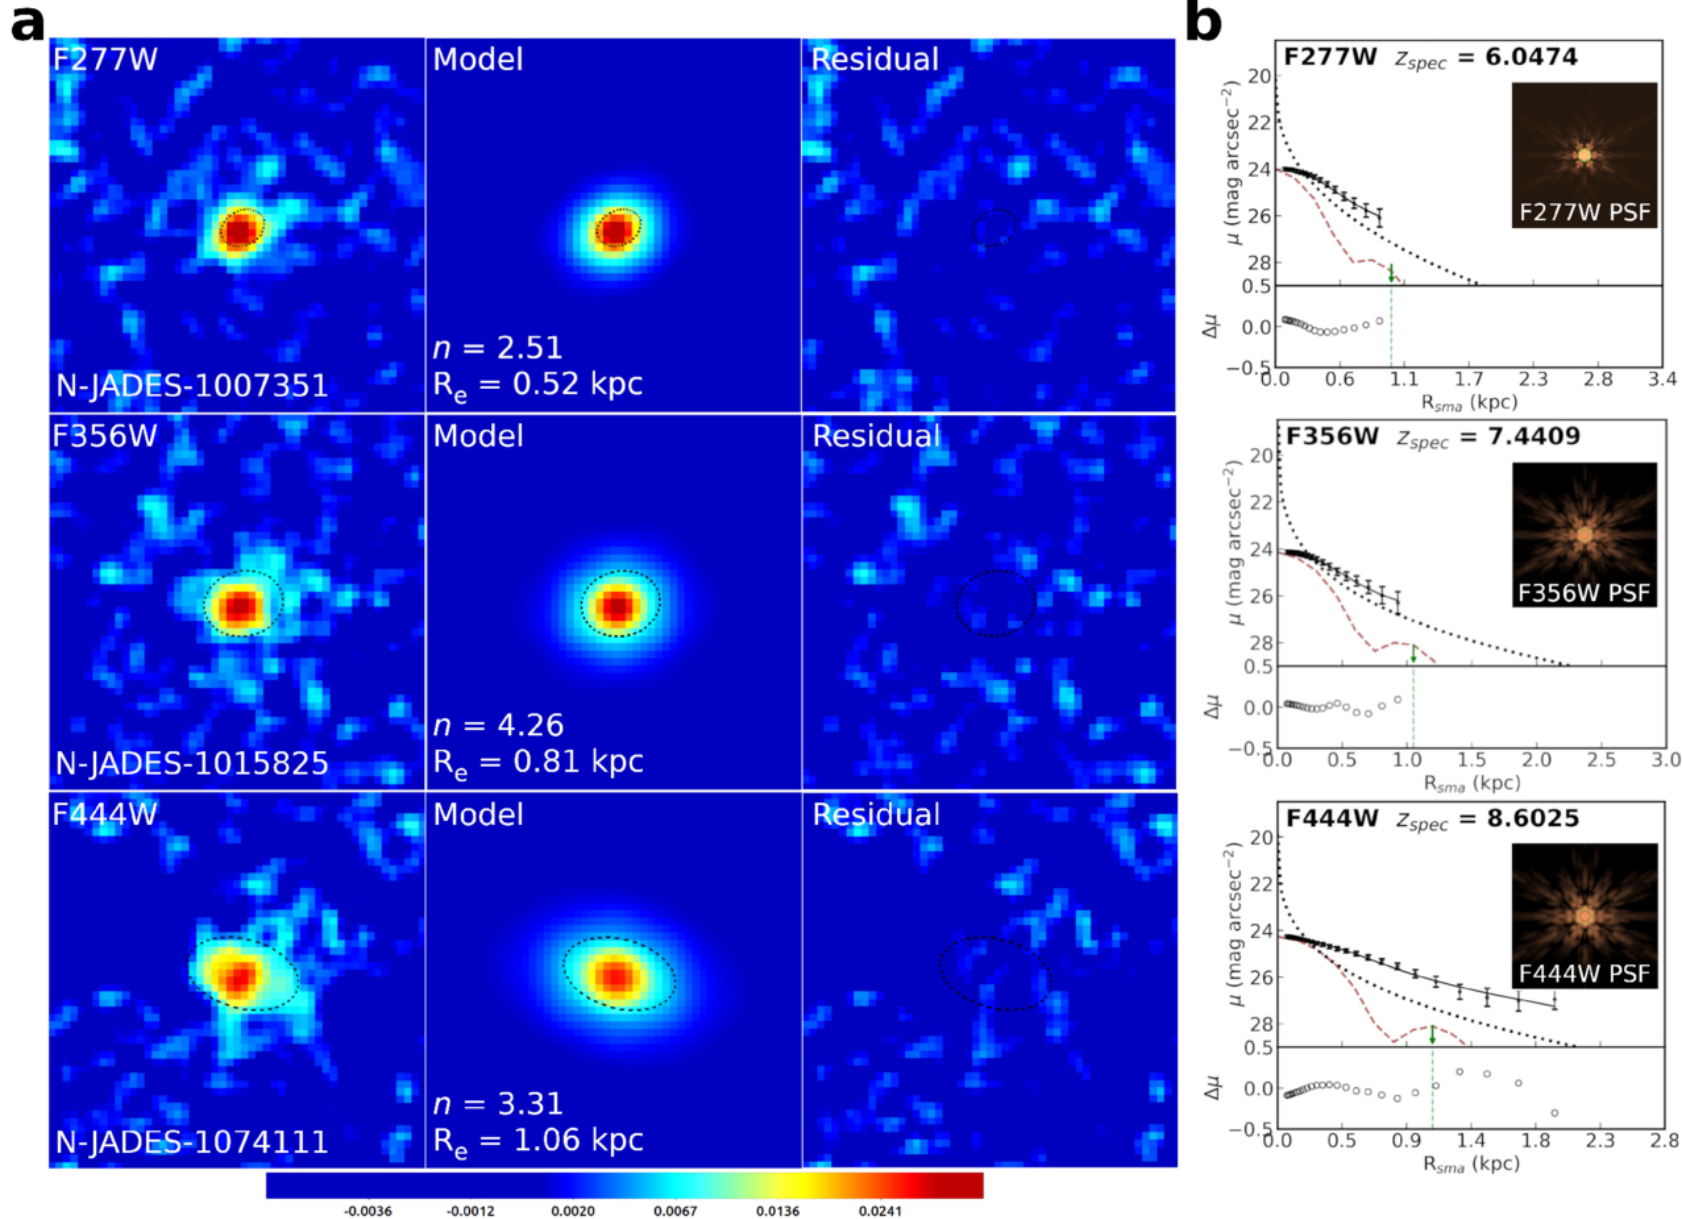 a
b
F277W
Model
Residual
n = 2.51
Re = 0.52 kpc
N-JADES-1007351
F277W zspec = 6.0474
F277W PSF
μ (mag arcsec−2)
20
22
24
26
28
0.5
0.0
−0.5
Δμ
0.0 0.6 1.1 1.7 2.3 2.8 3.4
Rsma (kpc)
F356W
Model
Residual
n = 4.26
Re = 0.81 kpc
N-JADES-1015825
F356W zspec = 7.4409
F356W PSF
μ (mag arcsec−2)
20
22
24
26
28
0.5
0.0
−0.5
Δμ
0.0 0.5 1.0 1.5 2.0 2.5 3.0
Rsma (kpc)
F444W
Model
Residual
n = 3.31
Re = 1.06 kpc
N-JADES-1074111
F444W zspec = 8.6025
F444W PSF
μ (mag arcsec−2)
20
22
24
26
28
0.5
0.0
−0.5
Δμ
0.0 0.5 0.9 1.4 1.9 2.3 2.8
Rsma (kpc)
-0.0036 -0.0012 0.0020 0.0067 0.0136 0.0241